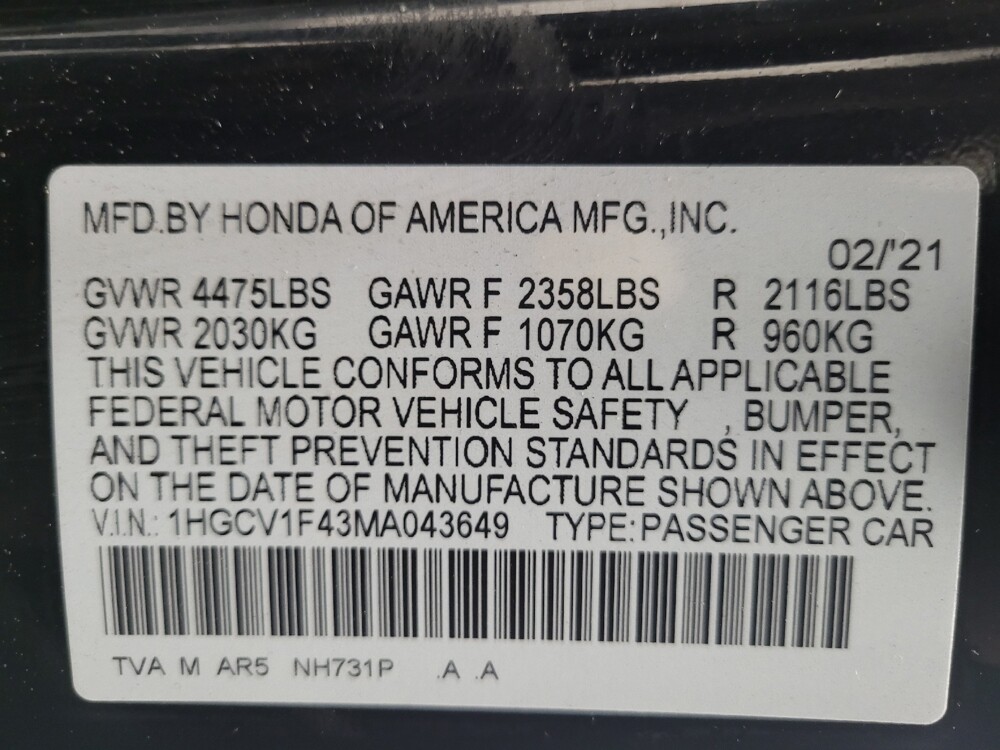 MFD.BY HONDA OF AMERICA MFG.,INC.
02/'21
GVWR 4475LBS GAWR F 2358LBS R 2116LBS
GVWR 2030KG GAWR F 1070KG R 960KG
THIS VEHICLE CONFORMS TO ALL APPLICABLE
FEDERAL MOTOR VEHICLE SAFETY , BUMPER,
AND THEFT PREVENTION STANDARDS IN EFFECT
ON THE DATE OF MANUFACTURE SHOWN ABOVE.
V.I.N.: 1HGCV1F43MA043649 TYPE:PASSENGER CAR
TVA M AR5 NH731P .A .A